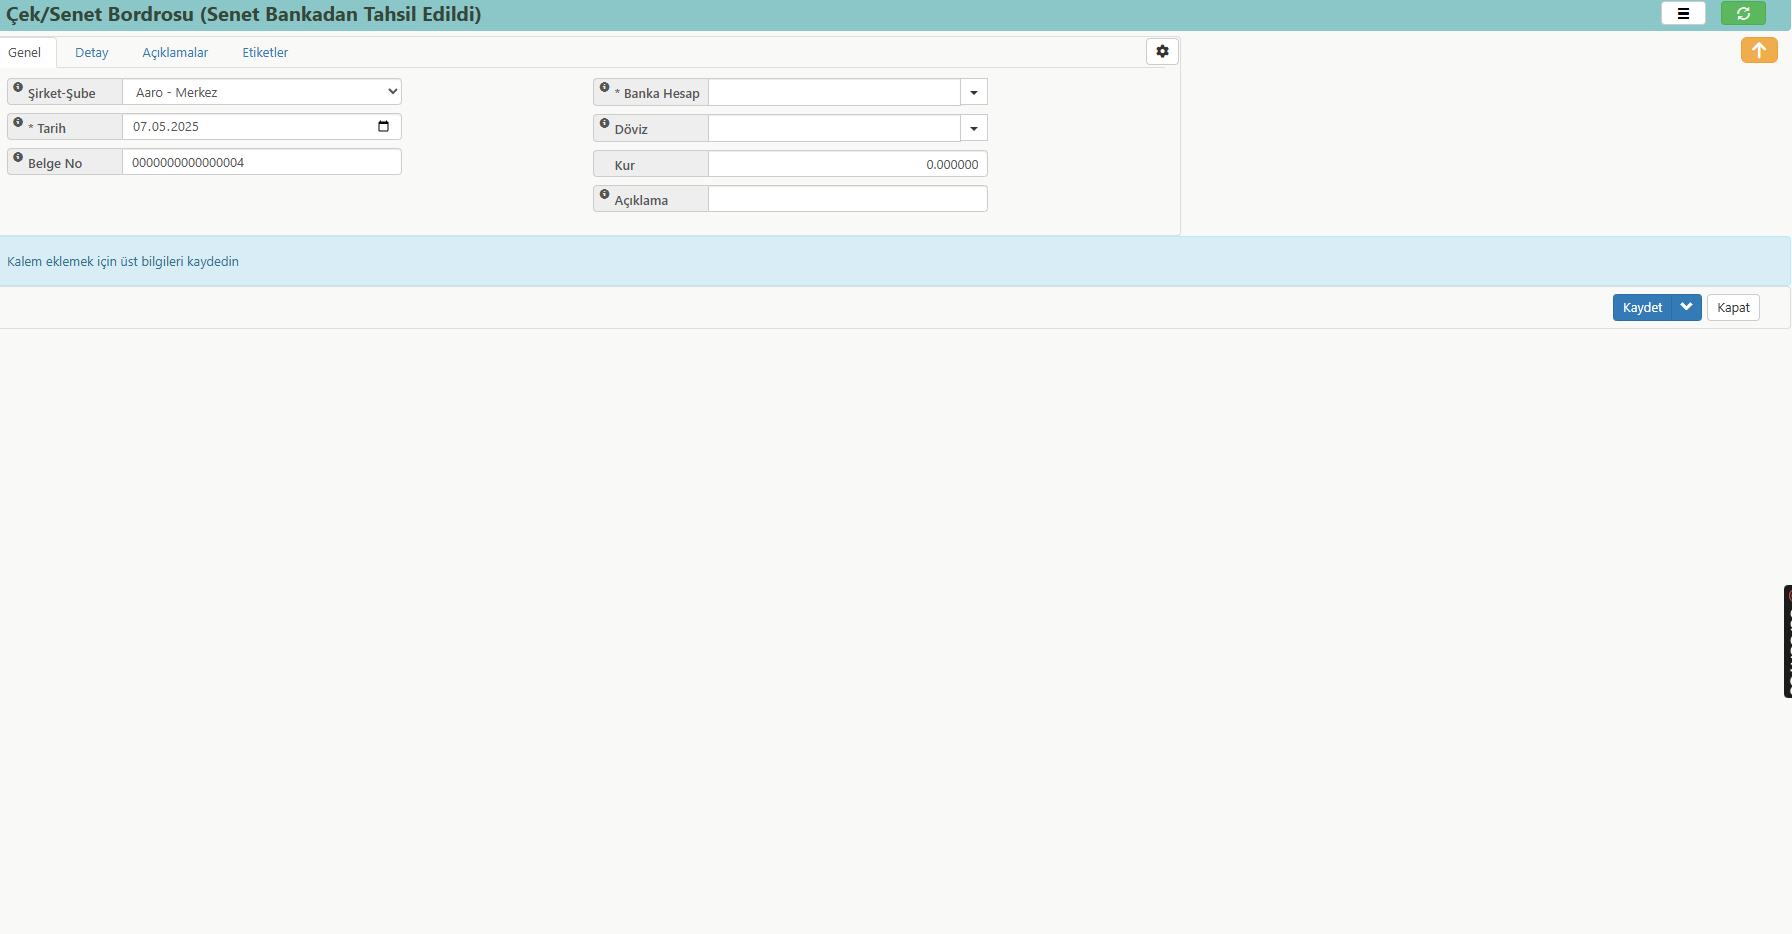 Çek/Senet Bordrosu (Senet Bankadan Tahsil Edildi)
Genel Detay Açıklamalar Etiketler
Şirket-Şube Aaro - Merkez
* Tarih 07.05.2025
Belge No 0000000000000004
* Banka Hesap
Döviz
Kur 0.000000
Açıklama
Kalem eklemek için üst bilgileri kaydedin
Kaydet Kapat